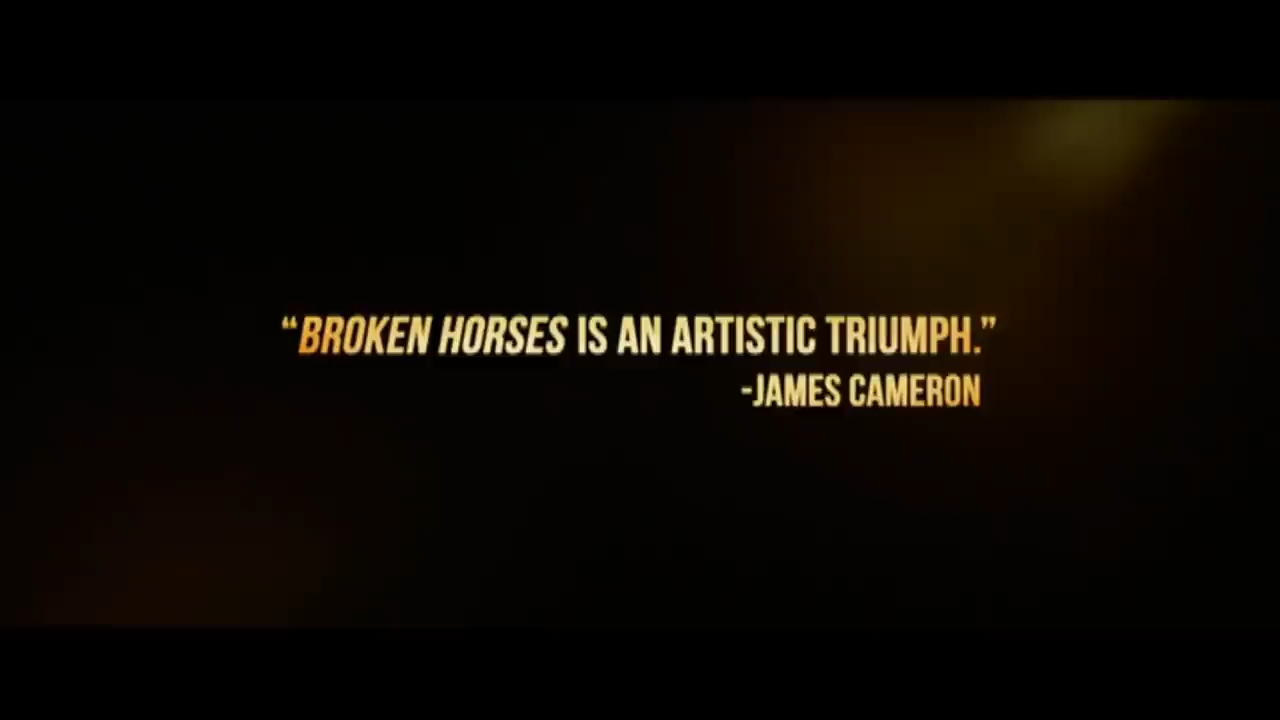 “BROKEN HORSES IS AN ARTISTIC TRIUMPH.”
-JAMES CAMERON